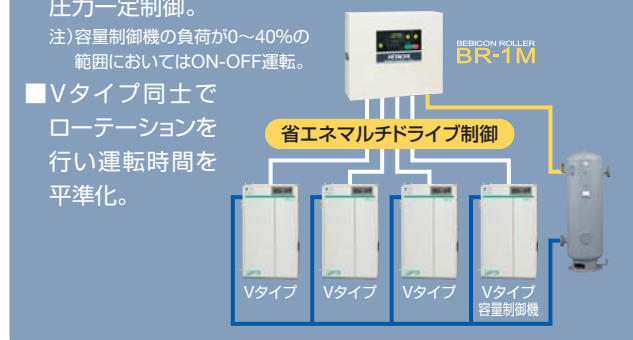 圧力一定制御。
注)容量制御機の負荷が0〜40%の
範囲においてはON-OFF運転。
■Vタイプ同士で
ローテーションを
行い運転時間を
平準化。
HITACHI
BEBICON ROLLER
BR-1M
省エネマルチドライブ制御
Vタイプ
Vタイプ
Vタイプ
Vタイプ
容量制御機